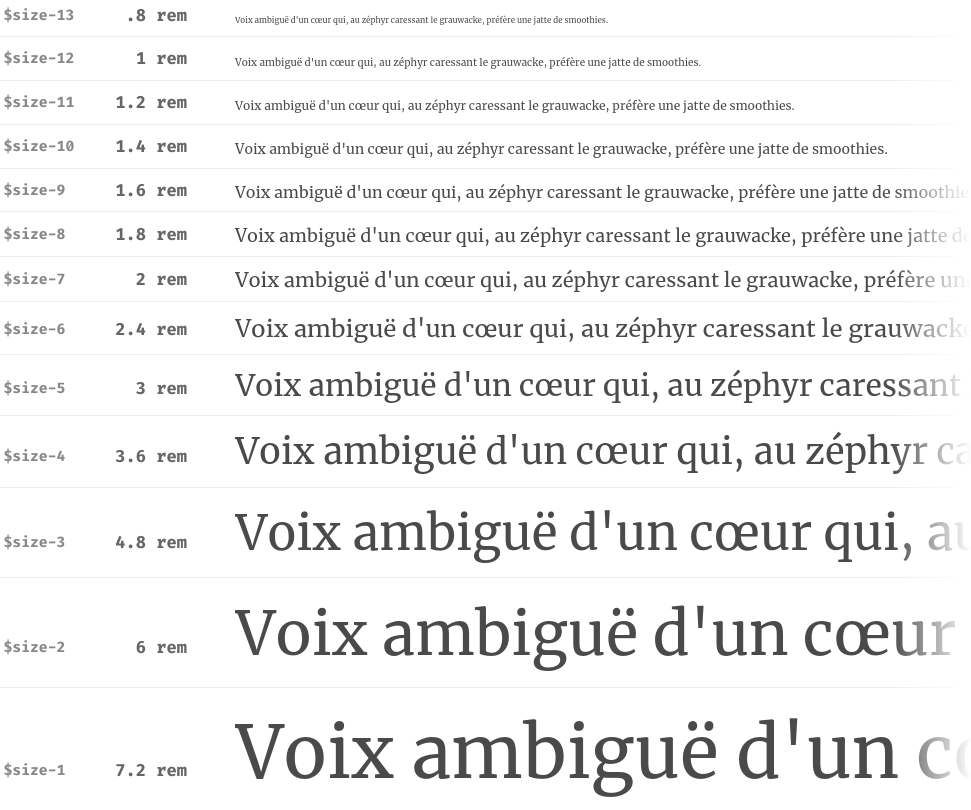 $size-13 .8 rem Voix ambiguë d'un cœur qui, au zéphyr caressant le grauwacke, préfère une jatte de smoothies.
$size-12 1 rem Voix ambiguë d'un cœur qui, au zéphyr caressant le grauwacke, préfère une jatte de smoothies.
$size-11 1.2 rem Voix ambiguë d'un cœur qui, au zéphyr caressant le grauwacke, préfère une jatte de smoothies.
$size-10 1.4 rem Voix ambiguë d'un cœur qui, au zéphyr caressant le grauwacke, préfère une jatte de smoothies.
$size-9 1.6 rem Voix ambiguë d'un cœur qui, au zéphyr caressant le grauwacke, préfère une jatte de smoothie
$size-8 1.8 rem Voix ambiguë d'un cœur qui, au zéphyr caressant le grauwacke, préfère une jatte d
$size-7 2 rem Voix ambiguë d'un cœur qui, au zéphyr caressant le grauwacke, préfère un
$size-6 2.4 rem Voix ambiguë d'un cœur qui, au zéphyr caressant le grauwack
$size-5 3 rem Voix ambiguë d'un cœur qui, au zéphyr caressant
$size-4 3.6 rem Voix ambiguë d'un cœur qui, au zéphyr ca
$size-3 4.8 rem Voix ambiguë d'un cœur qui, au
$size-2 6 rem Voix ambiguë d'un cœur
$size-1 7.2 rem Voix ambiguë d'un c